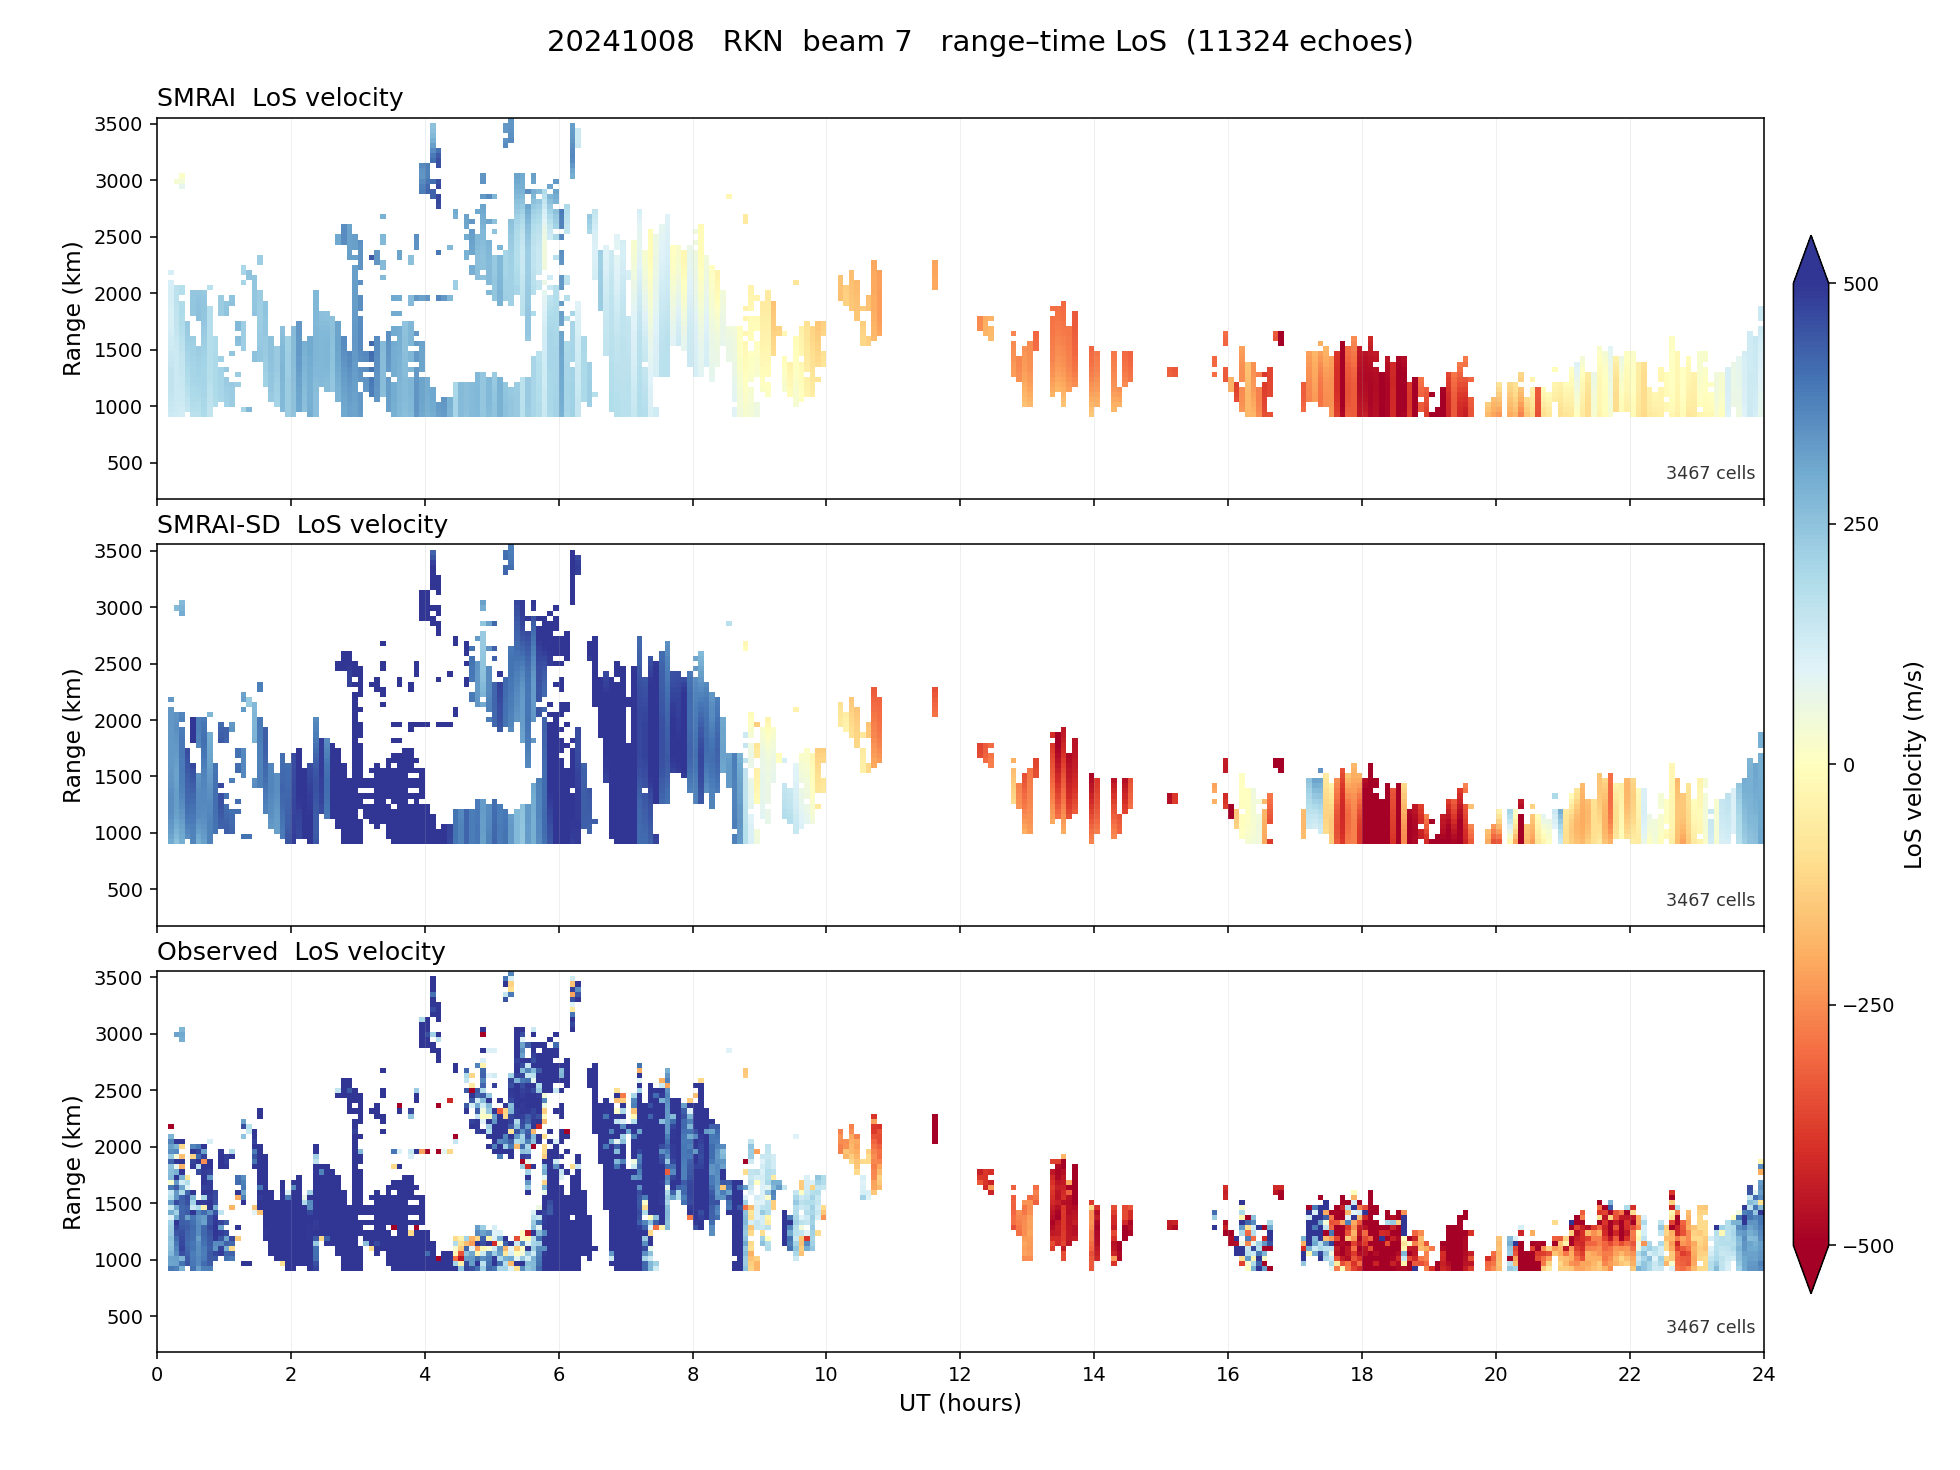 20241008   RKN  beam 7   range–time LoS  (11324 echoes)
SMRAI  LoS velocity
3500
3000
2500
2000
1500
1000
500
Range (km)
3467 cells
SMRAI-SD  LoS velocity
3500
3000
2500
2000
1500
1000
500
Range (km)
3467 cells
Observed  LoS velocity
3500
3000
2500
2000
1500
1000
500
Range (km)
3467 cells
0 2 4 6 8 10 12 14 16 18 20 22 24
UT (hours)
500
250
0
−250
−500
LoS velocity (m/s)